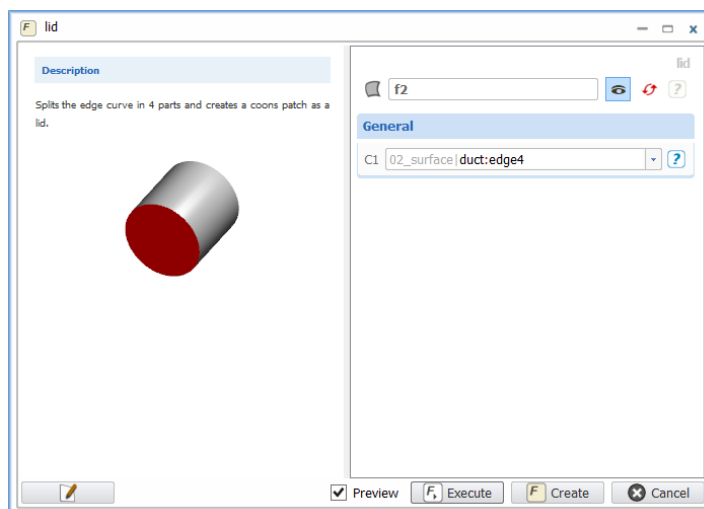 F lid
lid
Description
f2
?
Splits the edge curve in 4 parts and creates a coons patch as a
lid.
General
C1 02_surface|duct:edge4 ?
Preview F Execute F Create Cancel